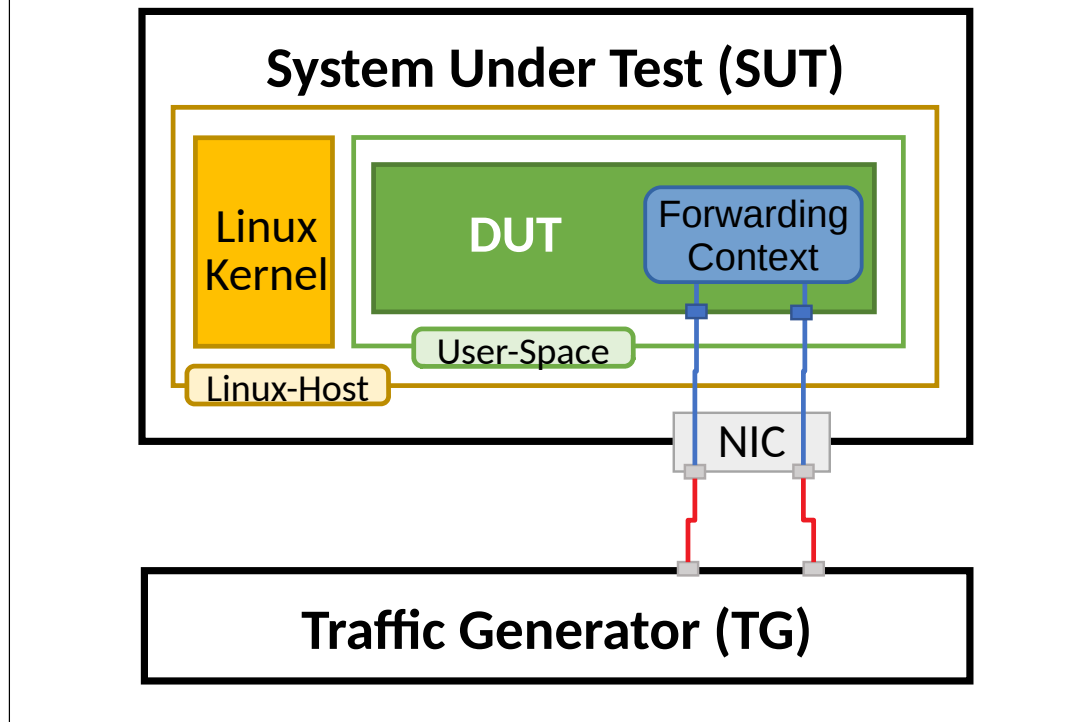 System Under Test (SUT)
Linux
Kernel
DUT
Forwarding
Context
User-Space
Linux-Host
NIC
Traffic Generator (TG)